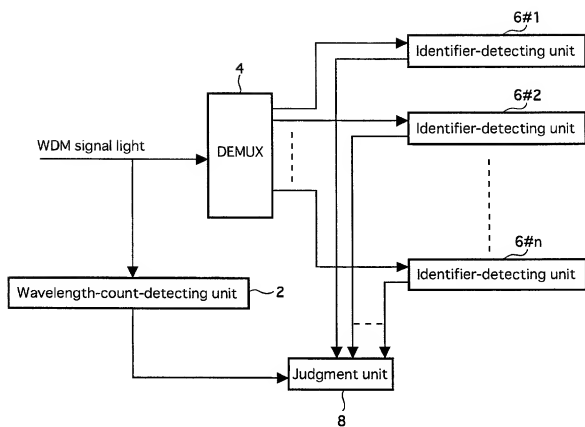 6#1
Identifier-detecting unit
4
6#2
Identifier-detecting unit
WDM signal light
DEMUX
6#n
Identifier-detecting unit
Wavelength-count-detecting unit
2
Judgment unit
8